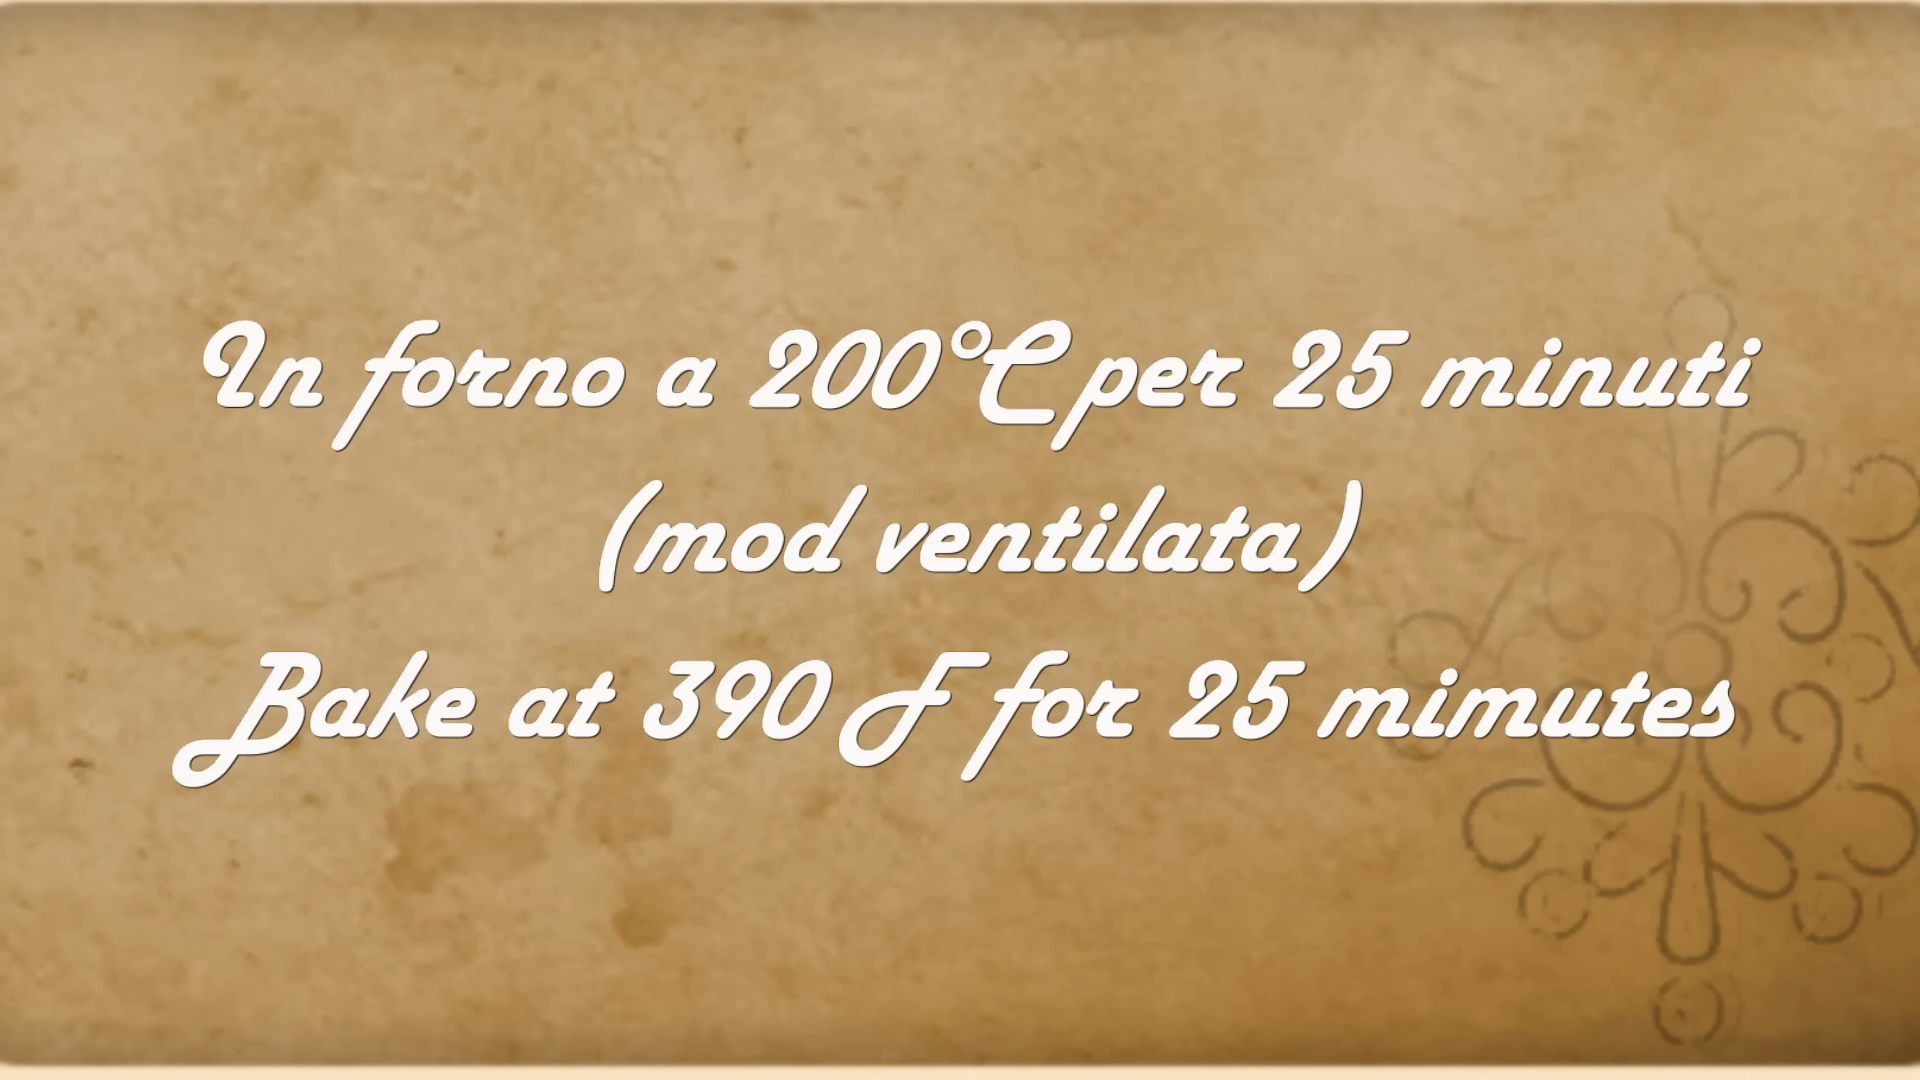 In forno a 200°C per 25 minuti
(mod ventilata)
Bake at 390 F for 25 mimutes